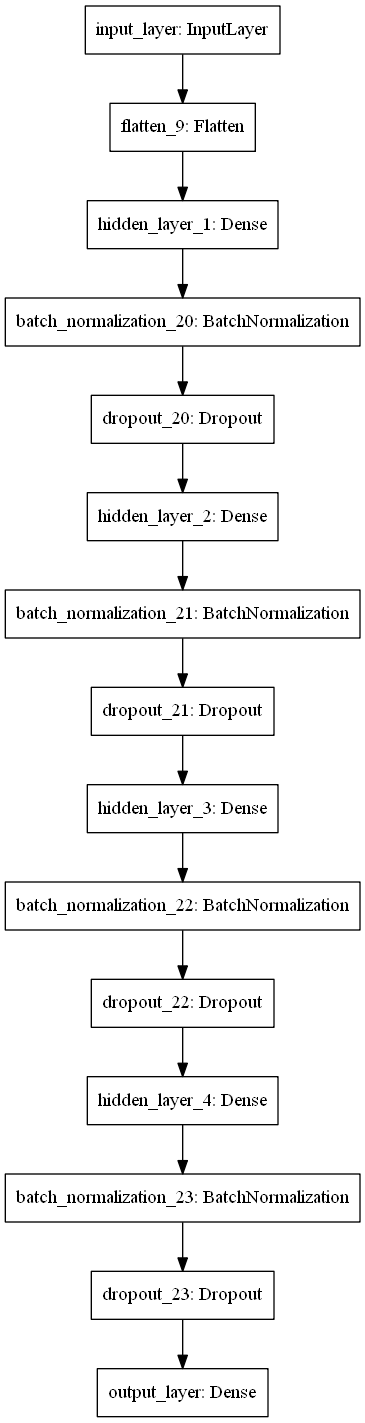 input_layer: InputLayer
flatten_9: Flatten
hidden_layer_1: Dense
batch_normalization_20: BatchNormalization
dropout_20: Dropout
hidden_layer_2: Dense
batch_normalization_21: BatchNormalization
dropout_21: Dropout
hidden_layer_3: Dense
batch_normalization_22: BatchNormalization
dropout_22: Dropout
hidden_layer_4: Dense
batch_normalization_23: BatchNormalization
dropout_23: Dropout
output_layer: Dense